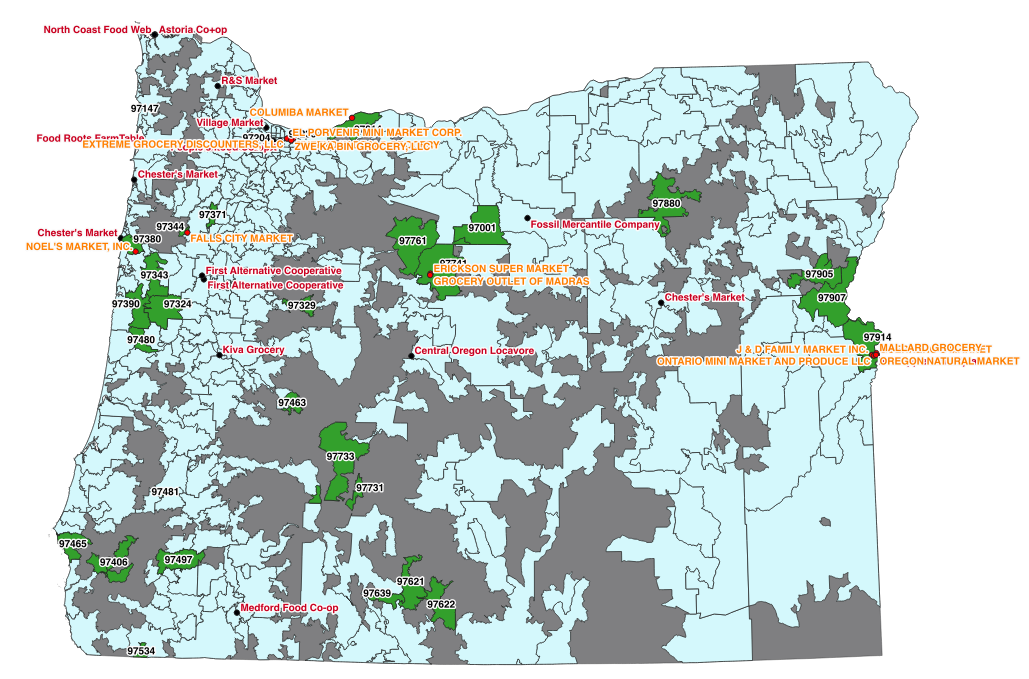 North Coast Food Web
Astoria Co+op
R&S Market
97147
COLUMIBA MARKET
Village Market
97204
EL PORVENIR MINI MARKET CORP.
Food Roots FarmTable
EXTREME GROCERY DISCOUNTERS, LLC
ZWE KA BIN GROCERY, LLC
Chester's Market
97880
97371
97344
97001
Fossil Mercantile Company
Chester's Market
97380
FALLS CITY MARKET
97761
NOEL'S MARKET, INC.
97741
ERICKSON SUPER MARKET
97343
First Alternative Cooperative
97905
GROCERY OUTLET OF MADRAS
First Alternative Cooperative
97390
97324
97329
Chester's Market
97907
97480
97914
Kiva Grocery
Central Oregon Locavore
J & D FAMILY MARKET INC.
MALLARD GROCERY
ONTARIO MINI MARKET AND PRODUCE LLC
OREGON NATURAL MARKET
97463
97733
97731
97481
97465
97406
97497
97621
97639
97622
Medford Food Co-op
97534